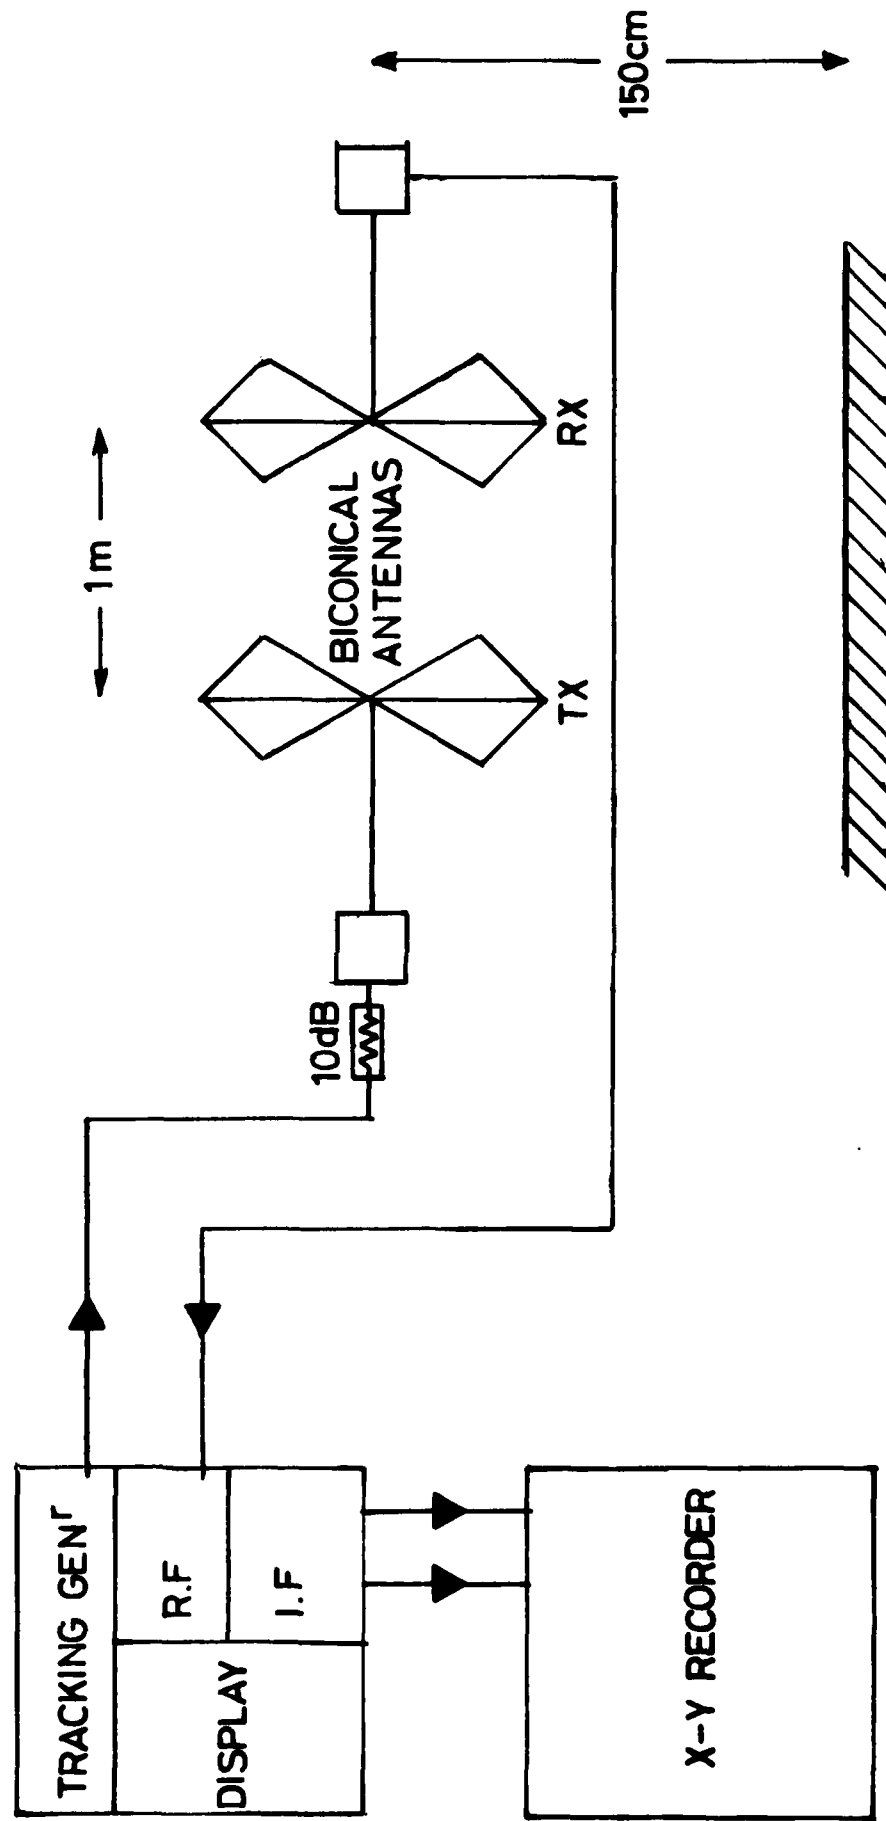 1m
BICONICAL
ANTENNAS
TX
RX
150cm
10dB
TRACKING GENʳ
R.F
DISPLAY
I.F
X-Y RECORDER